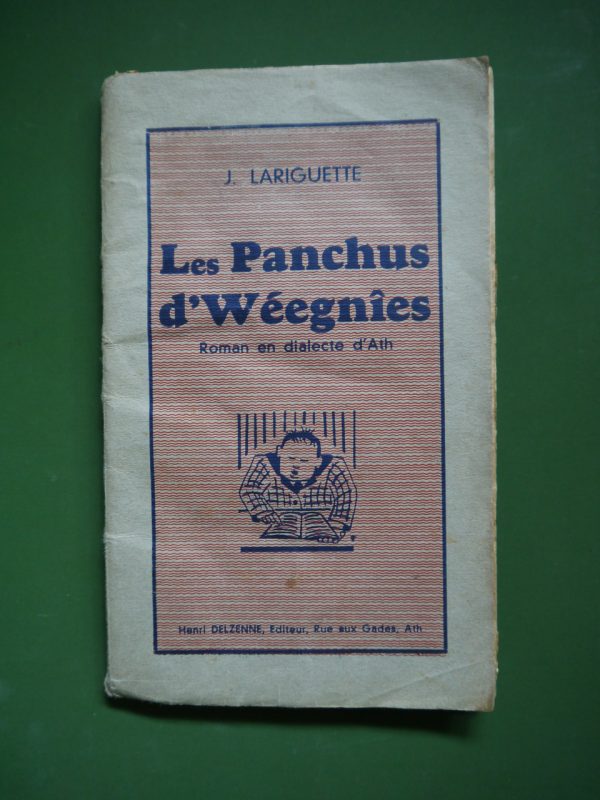 J. LARIGUETTE
Les Panchus
d'Wéegnîes
Roman en dialecte d'Ath
Henri DELZENNE, Editeur, Rue aux Gades, Ath